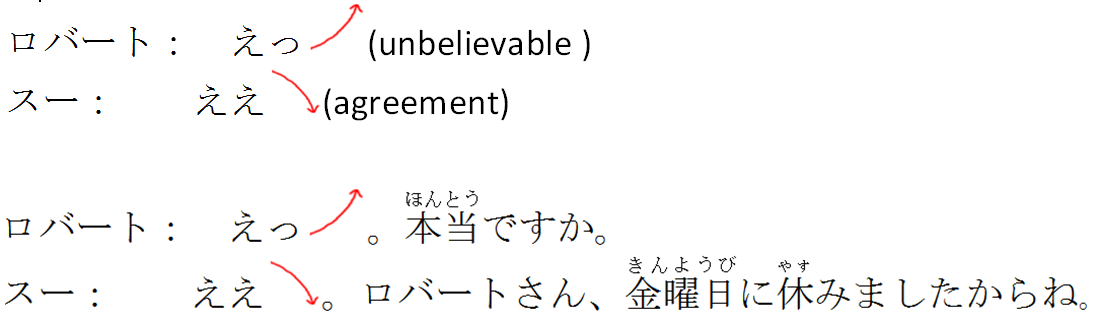 ロバート： えっ (unbelievable )
スー： ええ (agreement)
ほんとう
ロバート： えっ 。本当ですか。
きんようび やす
スー： ええ 。ロバートさん、金曜日に休みましたからね。